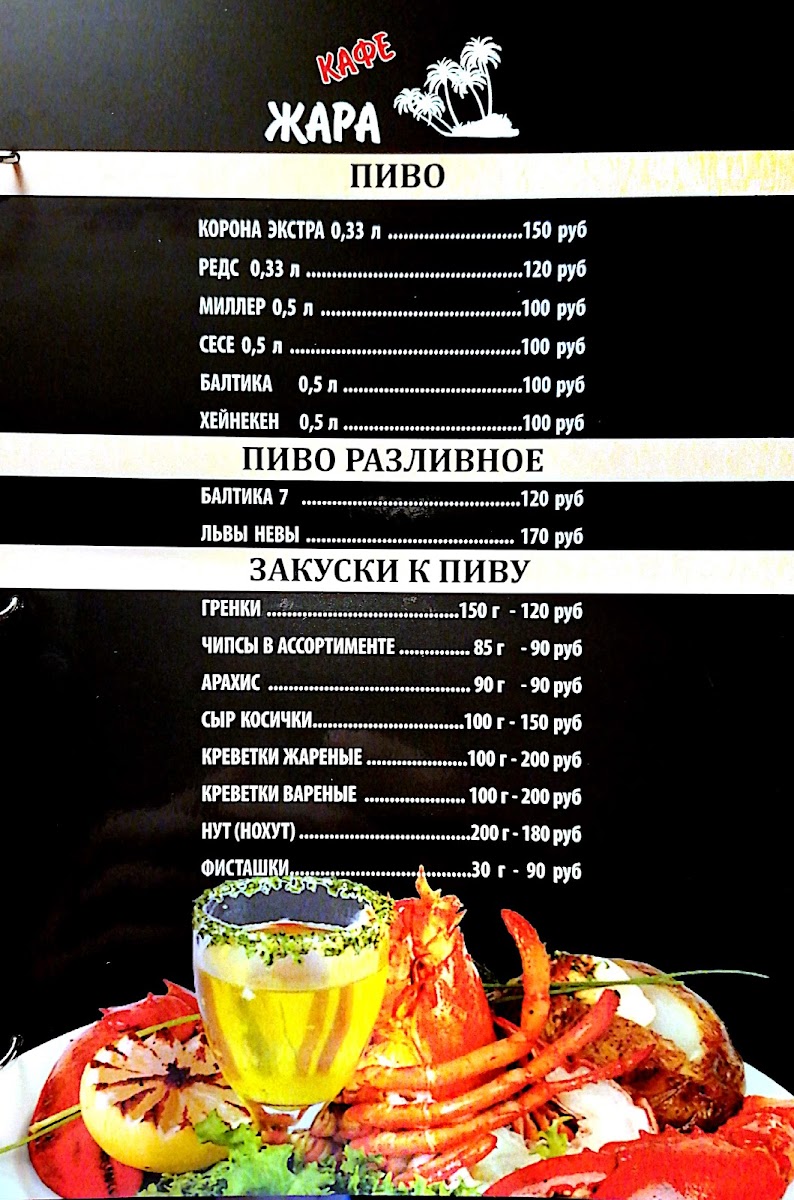 КАФЕ
ЖАРА
ПИВО
КОРОНА ЭКСТРА 0,33 л ..........................150 руб
РЕДС 0,33 л ..........................................120 руб
МИЛЛЕР 0,5 л .......................................100 руб
СЕСЕ 0,5 л .............................................100 руб
БАЛТИКА 0,5 л ...................................100 руб
ХЕЙНЕКЕН 0,5 л ...................................100 руб
ПИВО РАЗЛИВНОЕ
БАЛТИКА 7 ..........................................120 руб
ЛЬВЫ НЕВЫ ........................................ 170 руб
ЗАКУСКИ К ПИВУ
ГРЕНКИ .....................................150 г - 120 руб
ЧИПСЫ В АССОРТИМЕНТЕ .............. 85 г - 90 руб
АРАХИС ....................................... 90 г - 90 руб
СЫР КОСИЧКИ.............................100 г - 150 руб
КРЕВЕТКИ ЖАРЕНЫЕ ...................100 г - 200 руб
КРЕВЕТКИ ВАРЕНЫЕ ................... 100 г - 200 руб
НУТ (НОХУТ) .................................200 г - 180 руб
ФИСТАШКИ...................................30 г - 90 руб